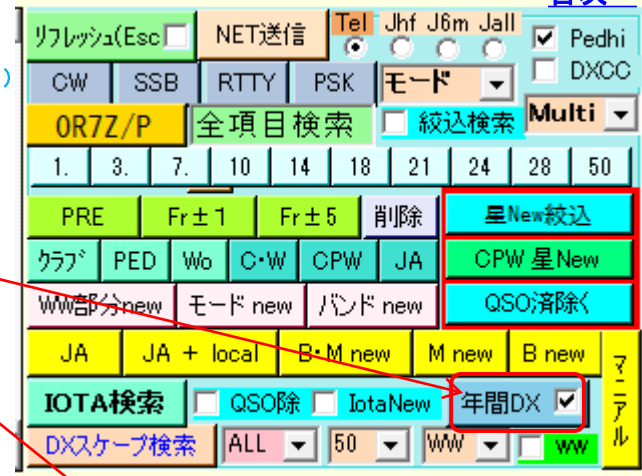 ﾘﾌﾚｯｼｭ(Esc NET送信 Tel Jhf J6m Jall Pedhi
CW SSB RTTY PSK モード DXCC
0R7Z/P 全項目検索 絞込検索 Multi
1. 3. 7. 10 14 18 21 24 28 50
PRE Fr±1 Fr±5 削除 星New絞込
ｸﾗﾌﾞ PED Wo C・W CPW JA CPW 星New
WW部分new モード new バンド new QSO済除く
JA JA + local B・M new M new B new マニアル
IOTA検索 QSO除 IotaNew 年間DX
DXスケープ検索 ALL 50 WW WW